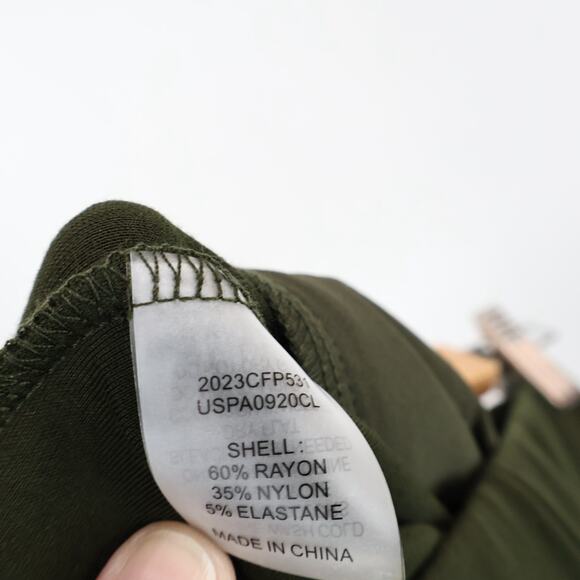 2023CFP531
USPA0920CL
SHELL:
60% RAYON
35% NYLON
5% ELASTANE
MADE IN CHINA